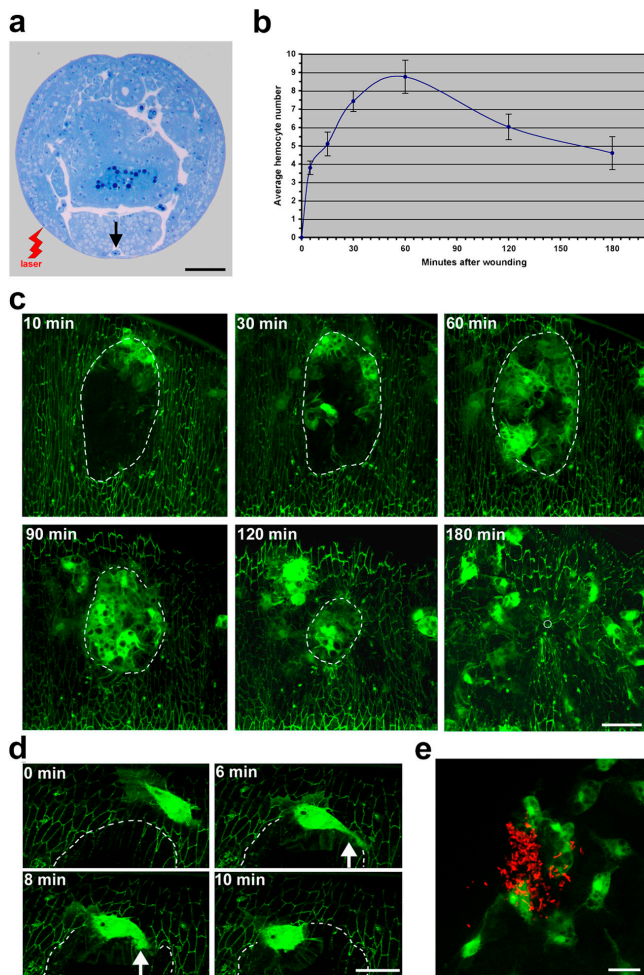 a
laser
b
10
9
8
7
6
5
4
3
2
1
0
Average hemocyte number
0 30 60 90 120 150 180
Minutes after wounding
c
10 min
30 min
60 min
90 min
120 min
180 min
d
0 min
6 min
8 min
10 min
e